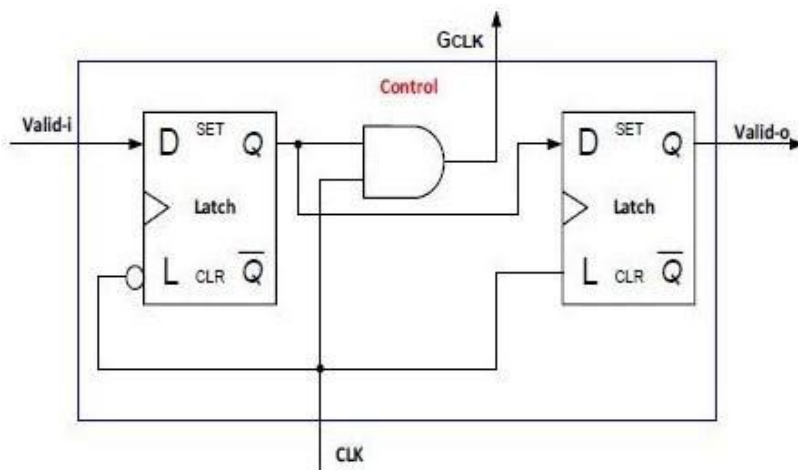 GCLK
Control
Valid-i
D SET Q
Latch
L CLR Q̅
D SET Q
Latch
L CLR Q̅
Valid-o
CLK